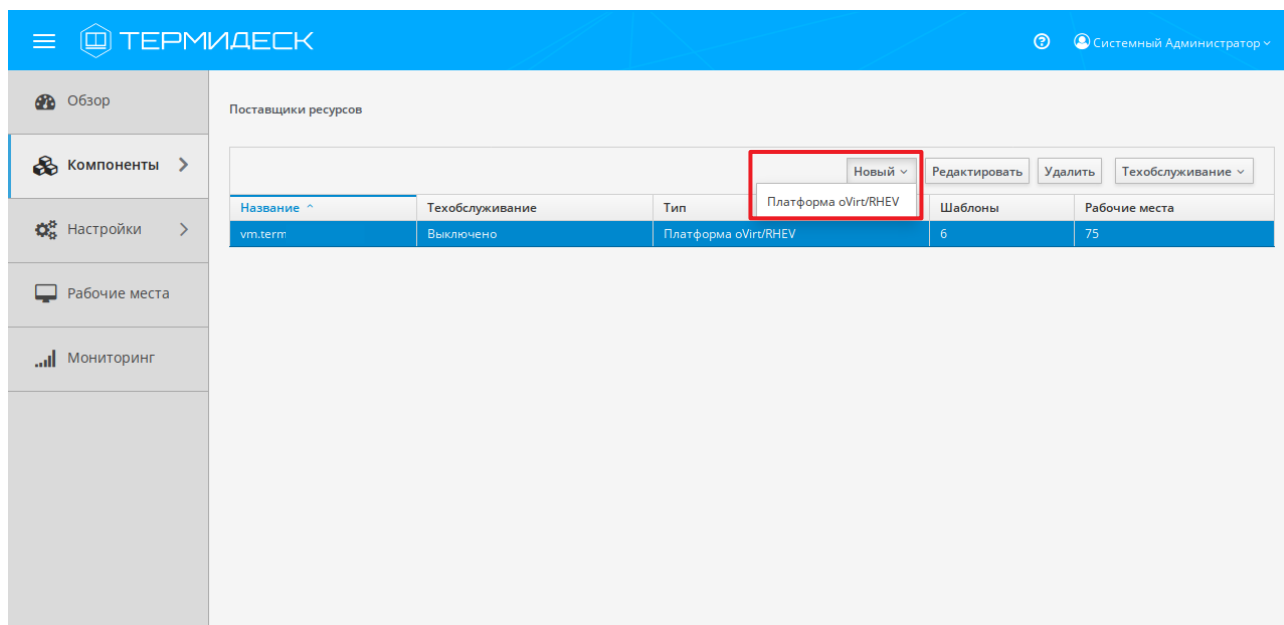 ТЕРМИДЕСК
Системный Администратор
Обзор
Поставщики ресурсов
Компоненты
Новый Редактировать Удалить Техобслуживание
Платформа oVirt/RHEV
Название Техобслуживание Тип Шаблоны Рабочие места
vm.term Выключено Платформа oVirt/RHEV 6 75
Настройки
Рабочие места
Мониторинг